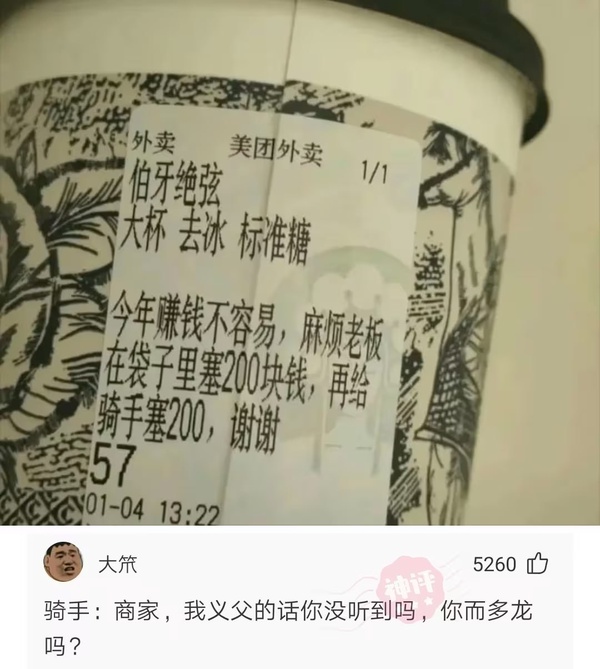 外卖 美团外卖 1/1
伯牙绝弦
大杯 去冰 标准糖
今年赚钱不容易，麻烦老板
在袋子里塞200块钱，再给
骑手塞200，谢谢
57
01-04 13:22
大笊 5260
神评
骑手：商家，我义父的话你没听到吗，你而多龙
吗？